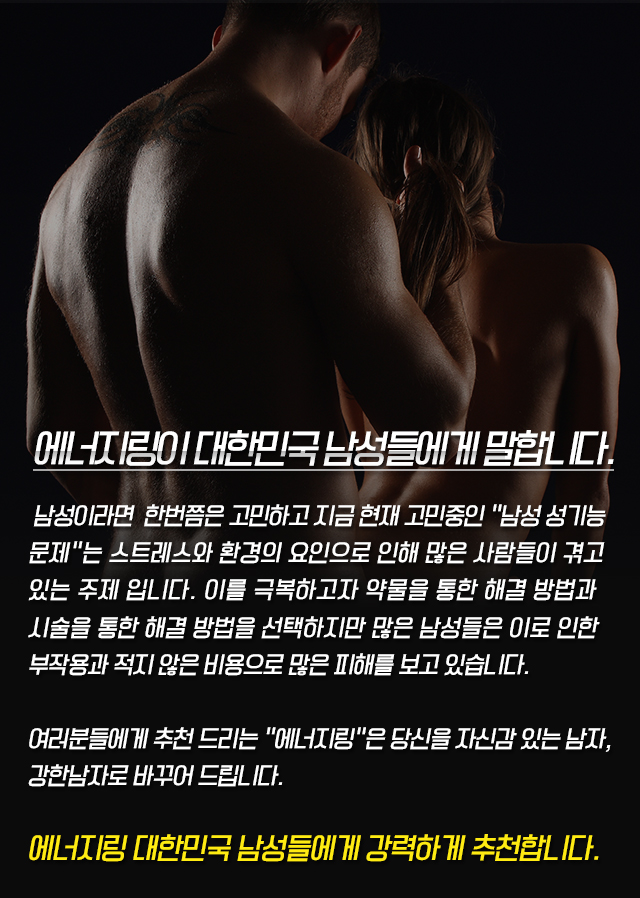 에너지링이 대한민국 남성들에게 말합니다.
남성이라면 한번쯤은 고민하고 지금 현재 고민중인 "남성 성기능
문제"는 스트레스와 환경의 요인으로 인해 많은 사람들이 겪고
있는 주제 입니다. 이를 극복하고자 약물을 통한 해결 방법과
시술을 통한 해결 방법을 선택하지만 많은 남성들은 이로 인한
부작용과 적지 않은 비용으로 많은 피해를 보고 있습니다.
여러분들에게 추천 드리는 "에너지링"은 당신을 자신감 있는 남자,
강한남자로 바꾸어 드립니다.
에너지링 대한민국 남성들에게 강력하게 추천합니다.